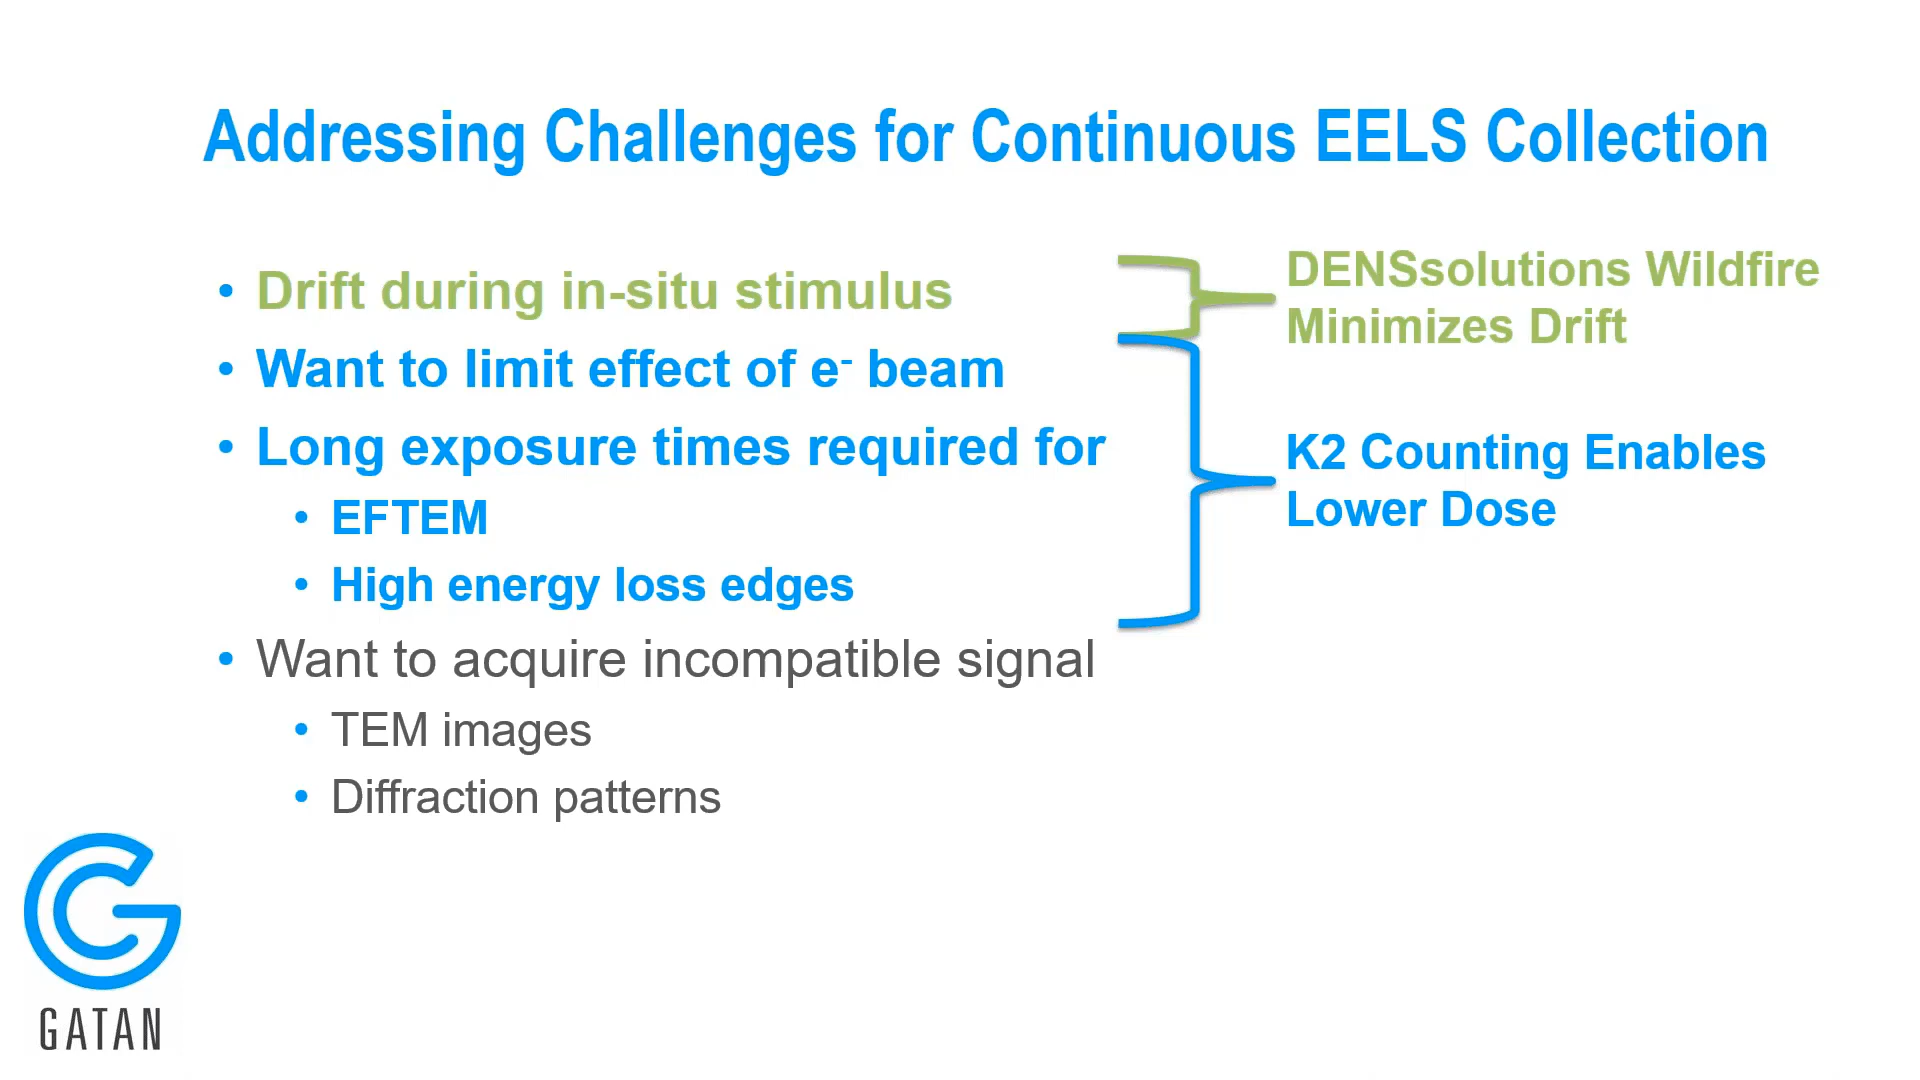 Addressing Challenges for Continuous EELS Collection
• Drift during in-situ stimulus
• Want to limit effect of e- beam
• Long exposure times required for
• EFTEM
• High energy loss edges
• Want to acquire incompatible signal
• TEM images
• Diffraction patterns
DENSsolutions Wildfire
Minimizes Drift
K2 Counting Enables
Lower Dose
GATAN